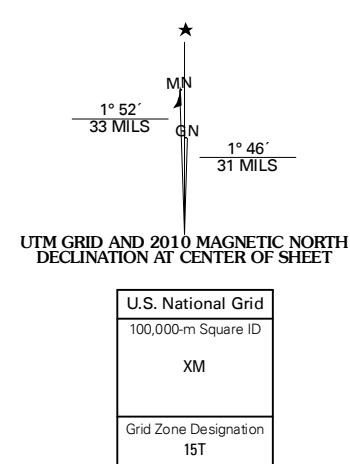 ★
MN
1° 52´
33 MILS
GN
1° 46´
31 MILS
UTM GRID AND 2010 MAGNETIC NORTH
DECLINATION AT CENTER OF SHEET
U.S. National Grid
100,000-m Square ID
XM
Grid Zone Designation
15T